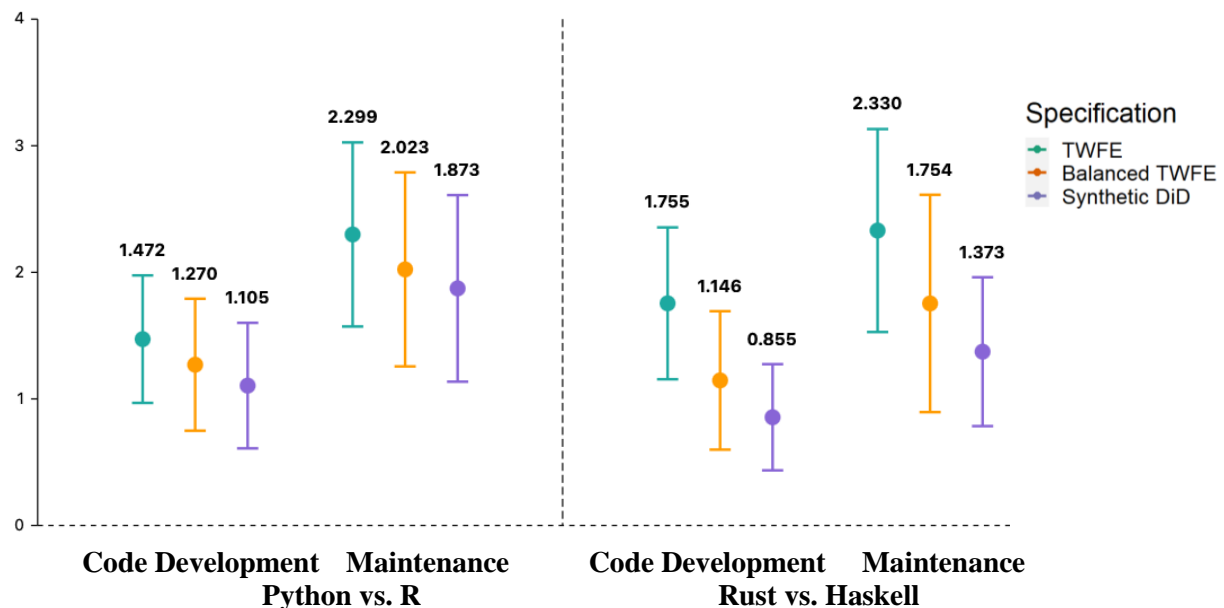 4
3
2
1
0
1.472
1.270
1.105
2.299
2.023
1.873
1.755
1.146
0.855
2.330
1.754
1.373
Specification
TWFE
Balanced TWFE
Synthetic DiD
Code Development Maintenance
Python vs. R
Code Development Maintenance
Rust vs. Haskell